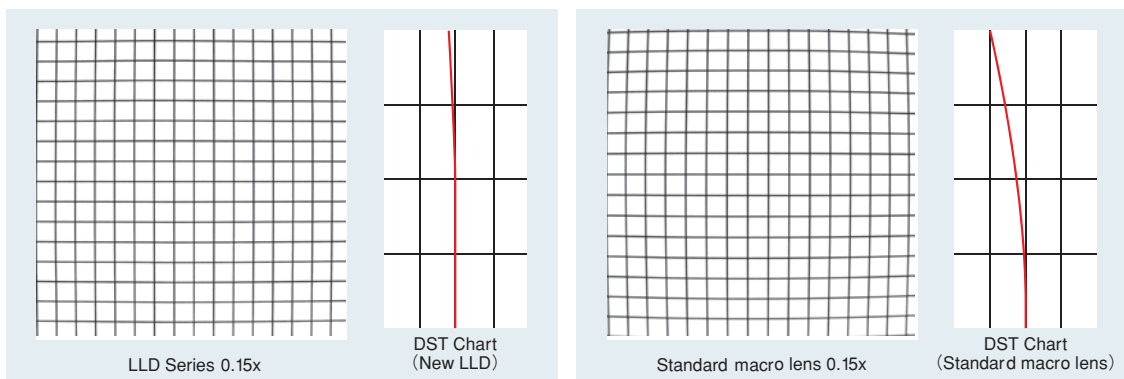 LLD Series 0.15x
DST Chart
（New LLD）
Standard macro lens 0.15x
DST Chart
（Standard macro lens）